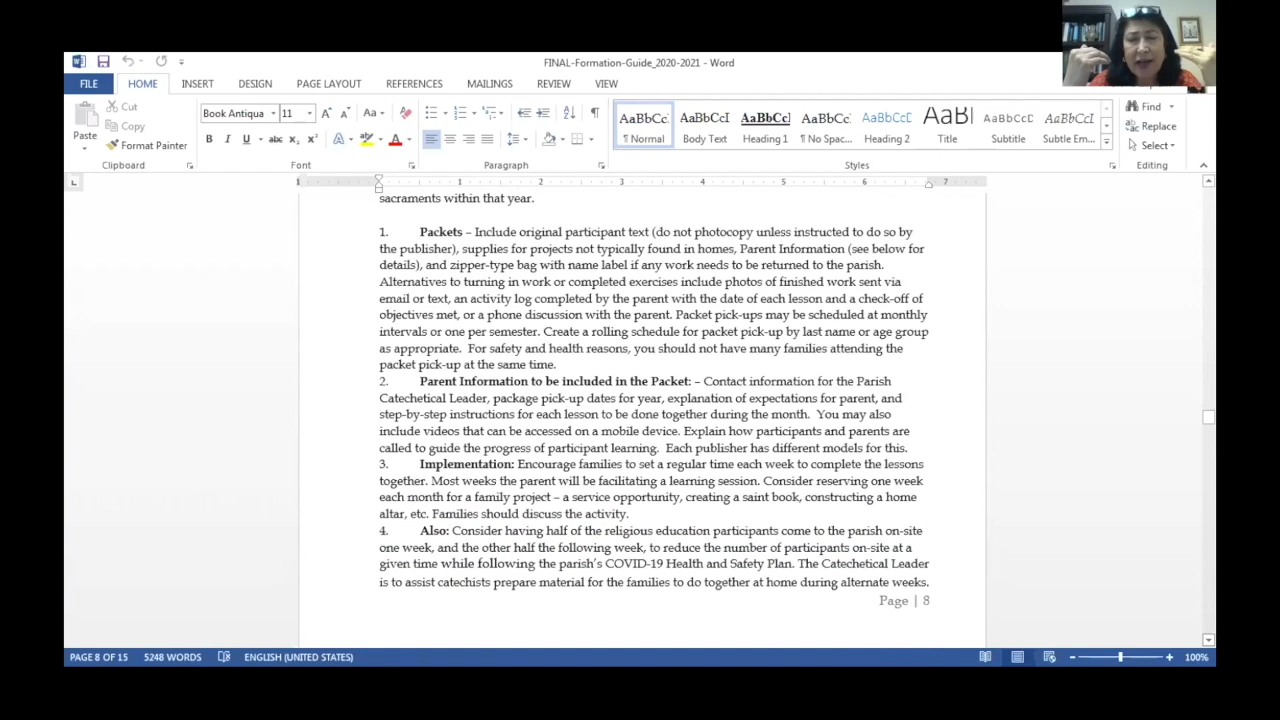 FINAL-Formation-Guide_2020-2021 - Word
FILE HOME INSERT DESIGN PAGE LAYOUT REFERENCES MAILINGS REVIEW VIEW
Cut
Copy
Format Painter
Paste
Clipboard
Book Antiqua 11
Font
Paragraph
AaBbCc AaBbCcI AaBbCc AaBbCc AaBbCc AaBl AaBbCcC AaBbCcC
¶ Normal Body Text Heading 1 ¶ No Spac... Heading 2 Title Subtitle Subtle Em...
Styles
Find
Replace
Select
Editing
1 1 2 3 4 5 6 7
sacraments within that year.
1. Packets – Include original participant text (do not photocopy unless instructed to do so by
the publisher), supplies for projects not typically found in homes, Parent Information (see below for
details), and zipper-type bag with name label if any work needs to be returned to the parish.
Alternatives to turning in work or completed exercises include photos of finished work sent via
email or text, an activity log completed by the parent with the date of each lesson and a check-off of
objectives met, or a phone discussion with the parent. Packet pick-ups may be scheduled at monthly
intervals or one per semester. Create a rolling schedule for packet pick-up by last name or age group
as appropriate. For safety and health reasons, you should not have many families attending the
packet pick-up at the same time.
2. Parent Information to be included in the Packet: – Contact information for the Parish
Catechetical Leader, package pick-up dates for year, explanation of expectations for parent, and
step-by-step instructions for each lesson to be done together during the month. You may also
include videos that can be accessed on a mobile device. Explain how participants and parents are
called to guide the progress of participant learning. Each publisher has different models for this.
3. Implementation: Encourage families to set a regular time each week to complete the lessons
together. Most weeks the parent will be facilitating a learning session. Consider reserving one week
each month for a family project – a service opportunity, creating a saint book, constructing a home
altar, etc. Families should discuss the activity.
4. Also: Consider having half of the religious education participants come to the parish on-site
one week, and the other half the following week, to reduce the number of participants on-site at a
given time while following the parish's COVID-19 Health and Safety Plan. The Catechetical Leader
is to assist catechists prepare material for the families to do together at home during alternate weeks.
Page | 8
PAGE 8 OF 15 5248 WORDS ENGLISH (UNITED STATES) 100%